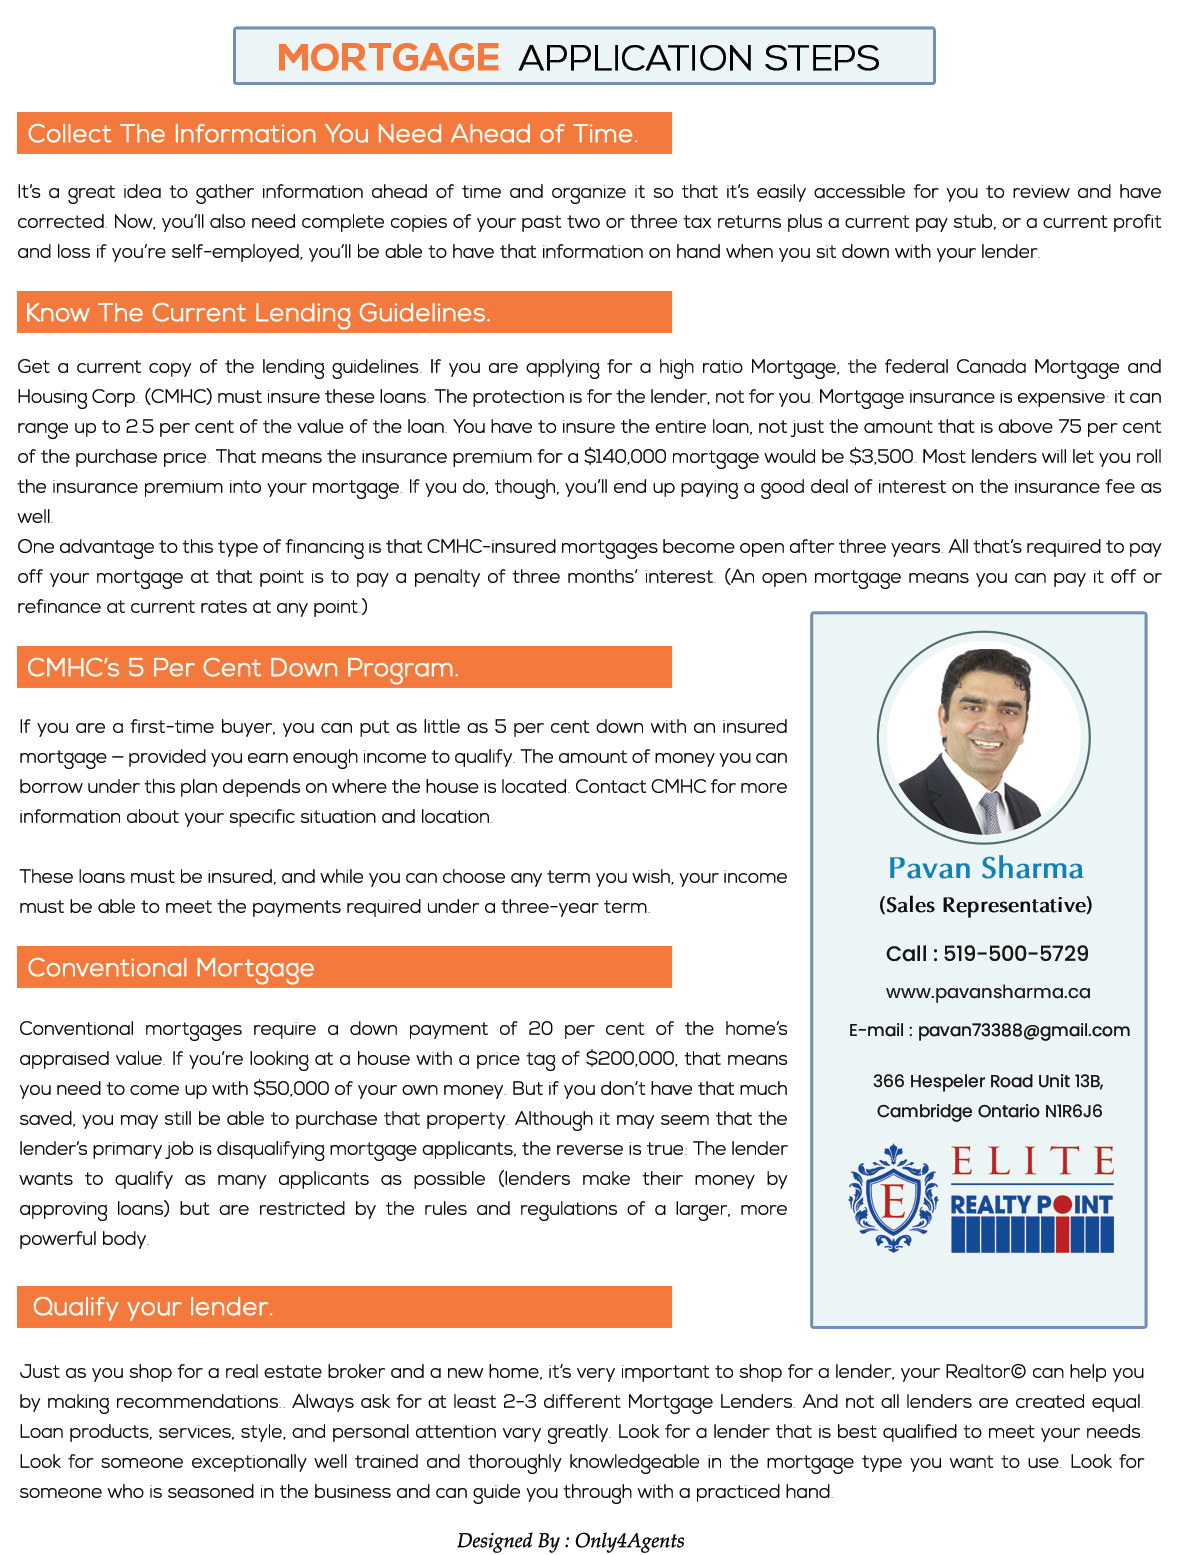 MORTGAGE APPLICATION STEPS
Collect The Information You Need Ahead of Time.
It's a great idea to gather information ahead of time and organize it so that it's easily accessible for you to review and have
corrected. Now, you'll also need complete copies of your past two or three tax returns plus a current pay stub, or a current profit
and loss if you're self-employed, you'll be able to have that information on hand when you sit down with your lender.
Know The Current Lending Guidelines.
Get a current copy of the lending guidelines. If you are applying for a high ratio Mortgage, the federal Canada Mortgage and
Housing Corp. (CMHC) must insure these loans. The protection is for the lender, not for you. Mortgage insurance is expensive: it can
range up to 2.5 per cent of the value of the loan. You have to insure the entire loan, not just the amount that is above 75 per cent
of the purchase price. That means the insurance premium for a $140,000 mortgage would be $3,500. Most lenders will let you roll
the insurance premium into your mortgage. If you do, though, you'll end up paying a good deal of interest on the insurance fee as
well.
One advantage to this type of financing is that CMHC-insured mortgages become open after three years. All that's required to pay
off your mortgage at that point is to pay a penalty of three months' interest. (An open mortgage means you can pay it off or
refinance at current rates at any point.)
CMHC's 5 Per Cent Down Program.
If you are a first-time buyer, you can put as little as 5 per cent down with an insured
mortgage – provided you earn enough income to qualify. The amount of money you can
borrow under this plan depends on where the house is located. Contact CMHC for more
information about your specific situation and location.
These loans must be insured, and while you can choose any term you wish, your income
must be able to meet the payments required under a three-year term.
Conventional Mortgage
Conventional mortgages require a down payment of 20 per cent of the home's
appraised value. If you're looking at a house with a price tag of $200,000, that means
you need to come up with $50,000 of your own money. But if you don't have that much
saved, you may still be able to purchase that property. Although it may seem that the
lender's primary job is disqualifying mortgage applicants, the reverse is true: The lender
wants to qualify as many applicants as possible (lenders make their money by
approving loans) but are restricted by the rules and regulations of a larger, more
powerful body.
Pavan Sharma
(Sales Representative)
Call : 519-500-5729
www.pavansharma.ca
E-mail : pavan73388@gmail.com
366 Hespeler Road Unit 13B,
Cambridge Ontario N1R6J6
E
ELITE
REALTY POINT
Qualify your lender.
Just as you shop for a real estate broker and a new home, it's very important to shop for a lender, your Realtor© can help you
by making recommendations.. Always ask for at least 2-3 different Mortgage Lenders. And not all lenders are created equal.
Loan products, services, style, and personal attention vary greatly. Look for a lender that is best qualified to meet your needs.
Look for someone exceptionally well trained and thoroughly knowledgeable in the mortgage type you want to use. Look for
someone who is seasoned in the business and can guide you through with a practiced hand.
Designed By : Only4Agents